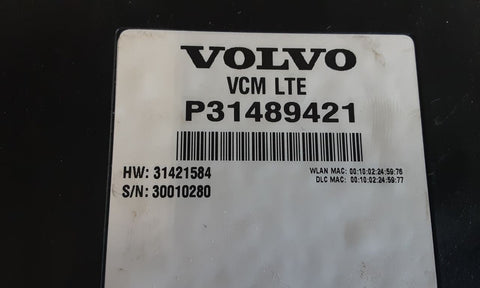 VOLVO
VCM LTE
P31489421
HW: 31421584
S/N: 30010280
WLAN MAC: 00:10:02:24:59:76
DLC MAC: 00:10:02:24:59:77